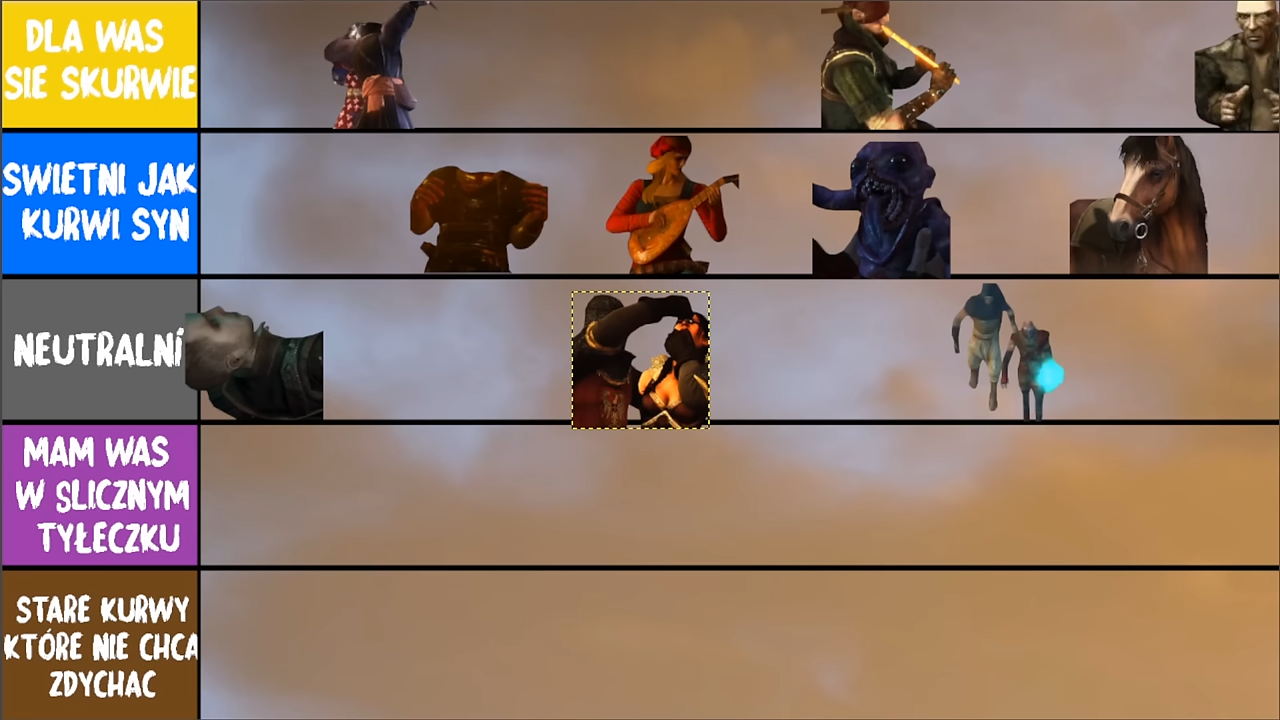 DLA WAS
SIE SKURWIE
SWIETNI JAK
KURWI SYN
NEUTRALNI
MAM WAS
W SLICZNYM
TYŁECZKU
STARE KURWY
KTÓRE NIE CHCA
ZDYCHAC